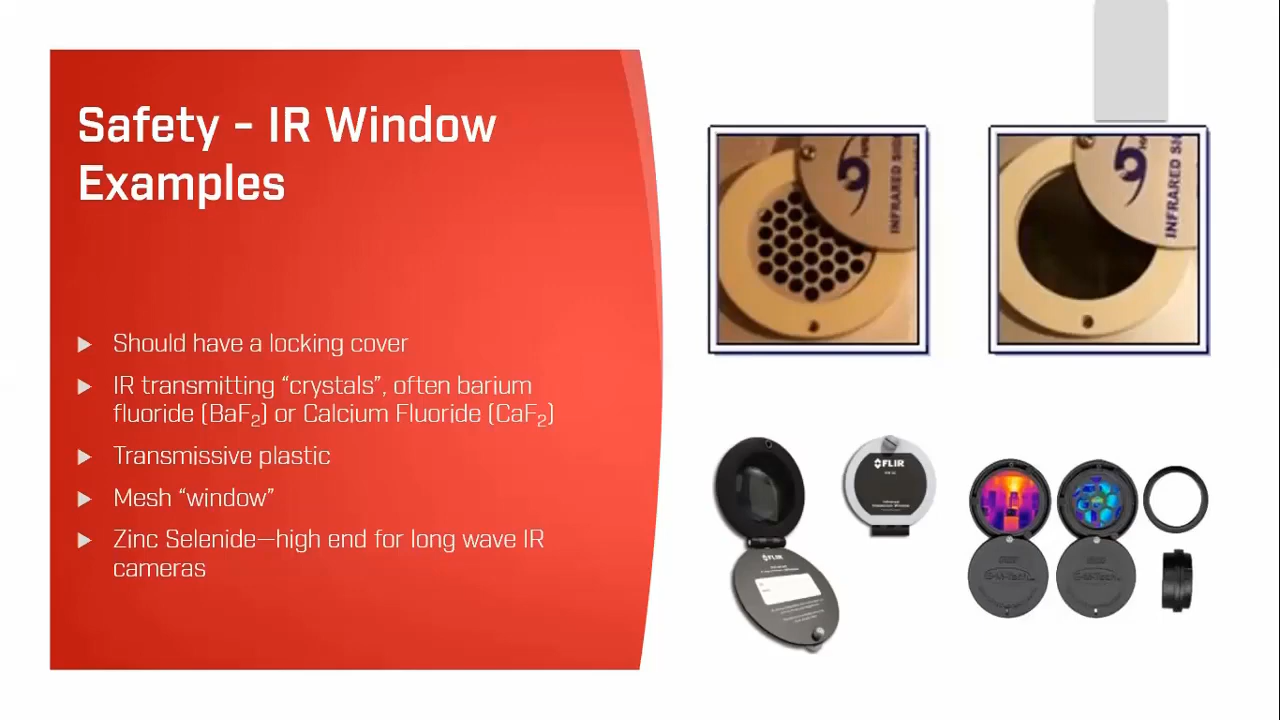 Safety - IR Window
Examples
Should have a locking cover
IR transmitting “crystals”, often barium
fluoride (BaF₂) or Calcium Fluoride (CaF₂)
Transmissive plastic
Mesh “window”
Zinc Selenide—high end for long wave IR
cameras
INFRARED
INFRARED
FLIR
FLIR